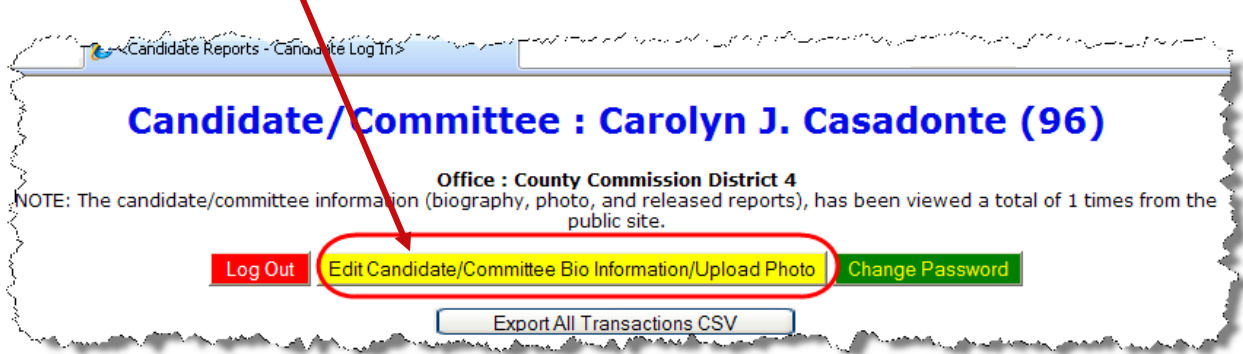 <Candidate Reports - Candidate Log In>
Candidate/Committee : Carolyn J. Casadonte (96)
Office : County Commission District 4
NOTE: The candidate/committee information (biography, photo, and released reports), has been viewed a total of 1 times from the
public site.
Log Out Edit Candidate/Committee Bio Information/Upload Photo Change Password
Export All Transactions CSV